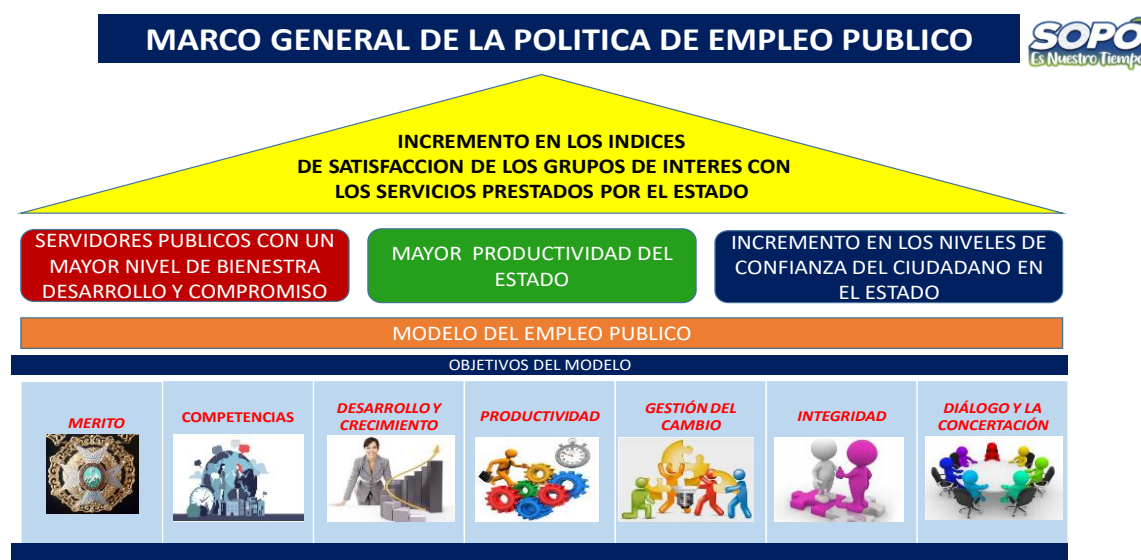 MARCO GENERAL DE LA POLITICA DE EMPLEO PUBLICO
SOPÓ
Es Nuestro Tiempo
INCREMENTO EN LOS INDICES
DE SATISFACCION DE LOS GRUPOS DE INTERES CON
LOS SERVICIOS PRESTADOS POR EL ESTADO
SERVIDORES PUBLICOS CON UN
MAYOR NIVEL DE BIENESTRA
DESARROLLO Y COMPROMISO
MAYOR PRODUCTIVIDAD DEL
ESTADO
INCREMENTO EN LOS NIVELES DE
CONFIANZA DEL CIUDADANO EN
EL ESTADO
MODELO DEL EMPLEO PUBLICO
OBJETIVOS DEL MODELO
MERITO
COMPETENCIAS
DESARROLLO Y
CRECIMIENTO
PRODUCTIVIDAD
GESTIÓN DEL
CAMBIO
INTEGRIDAD
DIÁLOGO Y LA
CONCERTACIÓN